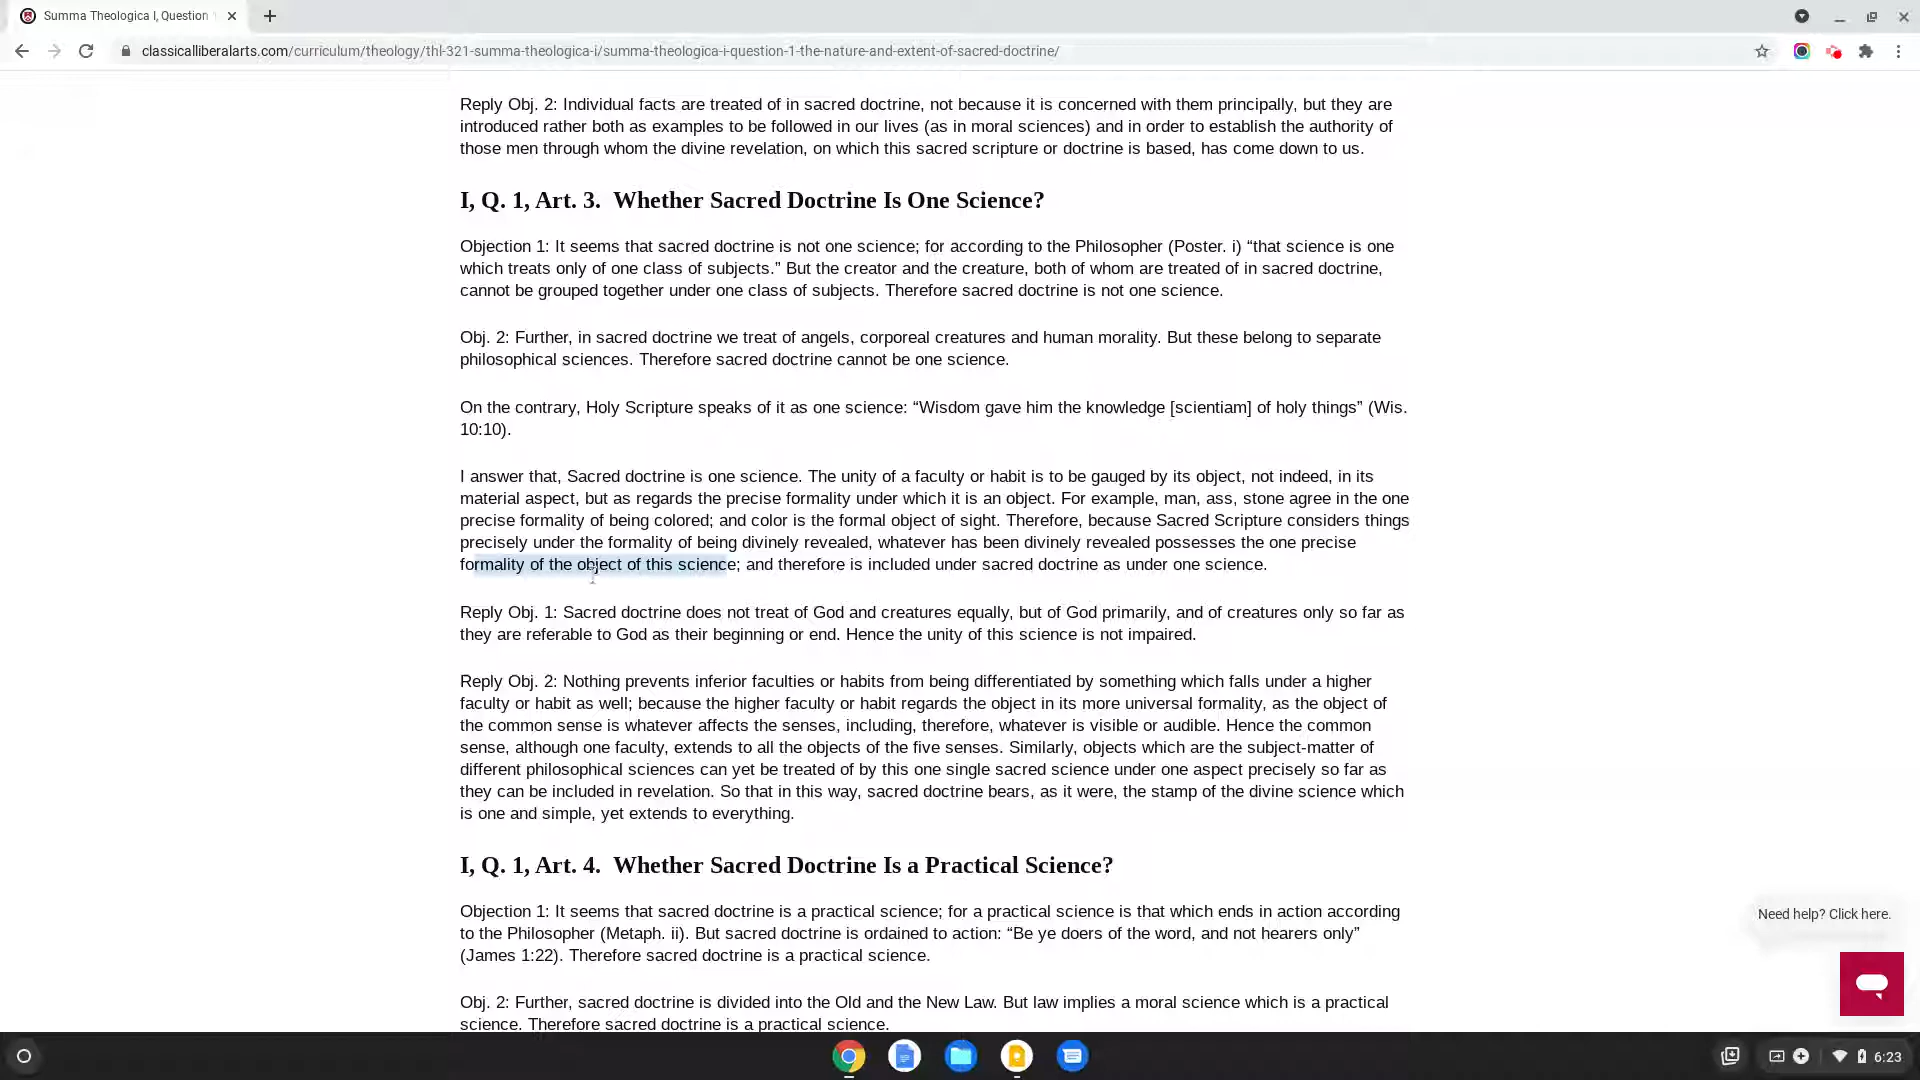 Summa Theologica I, Question
classicalliberalarts.com/curriculum/theology/thl-321-summa-theologica-i/summa-theologica-i-question-1-the-nature-and-extent-of-sacred-doctrine/
Reply Obj. 2: Individual facts are treated of in sacred doctrine, not because it is concerned with them principally, but they are
introduced rather both as examples to be followed in our lives (as in moral sciences) and in order to establish the authority of
those men through whom the divine revelation, on which this sacred scripture or doctrine is based, has come down to us.
I, Q. 1, Art. 3.  Whether Sacred Doctrine Is One Science?
Objection 1: It seems that sacred doctrine is not one science; for according to the Philosopher (Poster. i) “that science is one
which treats only of one class of subjects.” But the creator and the creature, both of whom are treated of in sacred doctrine,
cannot be grouped together under one class of subjects. Therefore sacred doctrine is not one science.
Obj. 2: Further, in sacred doctrine we treat of angels, corporeal creatures and human morality. But these belong to separate
philosophical sciences. Therefore sacred doctrine cannot be one science.
On the contrary, Holy Scripture speaks of it as one science: “Wisdom gave him the knowledge [scientiam] of holy things” (Wis.
10:10).
I answer that, Sacred doctrine is one science. The unity of a faculty or habit is to be gauged by its object, not indeed, in its
material aspect, but as regards the precise formality under which it is an object. For example, man, ass, stone agree in the one
precise formality of being colored; and color is the formal object of sight. Therefore, because Sacred Scripture considers things
precisely under the formality of being divinely revealed, whatever has been divinely revealed possesses the one precise
formality of the object of this science; and therefore is included under sacred doctrine as under one science.
Reply Obj. 1: Sacred doctrine does not treat of God and creatures equally, but of God primarily, and of creatures only so far as
they are referable to God as their beginning or end. Hence the unity of this science is not impaired.
Reply Obj. 2: Nothing prevents inferior faculties or habits from being differentiated by something which falls under a higher
faculty or habit as well; because the higher faculty or habit regards the object in its more universal formality, as the object of
the common sense is whatever affects the senses, including, therefore, whatever is visible or audible. Hence the common
sense, although one faculty, extends to all the objects of the five senses. Similarly, objects which are the subject-matter of
different philosophical sciences can yet be treated of by this one single sacred science under one aspect precisely so far as
they can be included in revelation. So that in this way, sacred doctrine bears, as it were, the stamp of the divine science which
is one and simple, yet extends to everything.
I, Q. 1, Art. 4.  Whether Sacred Doctrine Is a Practical Science?
Objection 1: It seems that sacred doctrine is a practical science; for a practical science is that which ends in action according
to the Philosopher (Metaph. ii). But sacred doctrine is ordained to action: “Be ye doers of the word, and not hearers only”
(James 1:22). Therefore sacred doctrine is a practical science.
Obj. 2: Further, sacred doctrine is divided into the Old and the New Law. But law implies a moral science which is a practical
science. Therefore sacred doctrine is a practical science.
Need help? Click here.
6:23